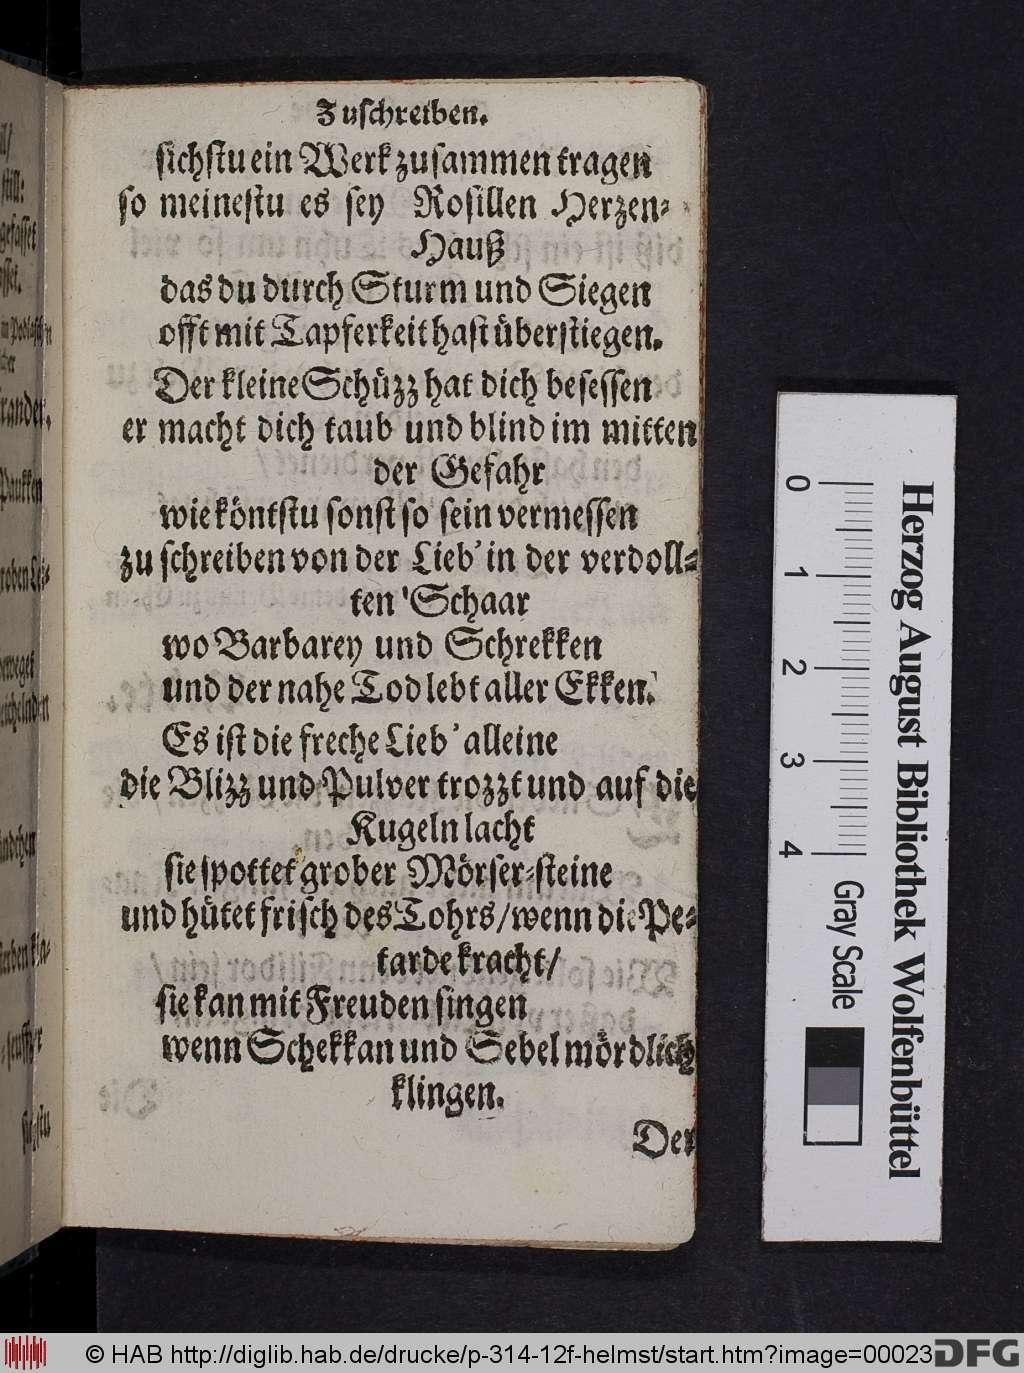 Zuschreiben.
sichstu ein Werk zusammen tragen
so meinestu es sey Rosillen Herzen-
Hauß
das du durch Sturm und Siegen
offt mit Tapferkeit hast überstiegen.
Der kleine Schüzz hat dich besessen
er macht dich taub und blind im mitten
der Gefahr
wie köntstu sonst so sein vermessen
zu schreiben von der Lieb' in der verdoll-
ten 'Schaar
wo Barbarey und Schrekken
und der nahe Tod lebt aller Ekken.
Es ist die freche Lieb' alleine
die Blizz und Pulver trozzt und auf die
Kugeln lacht
sie spottet grober Mörser-steine
und hütet frisch des Tohrs/wenn die Pe-
tarde kracht/
sie kan mit Freuden singen
wenn Schekkan und Sebel mördlich
klingen.
Der
0
1
2
3
4
Gray Scale
Herzog August Bibliothek Wolfenbüttel
© HAB http://diglib.hab.de/drucke/p-314-12f-helmst/start.htm?image=00023
DFG